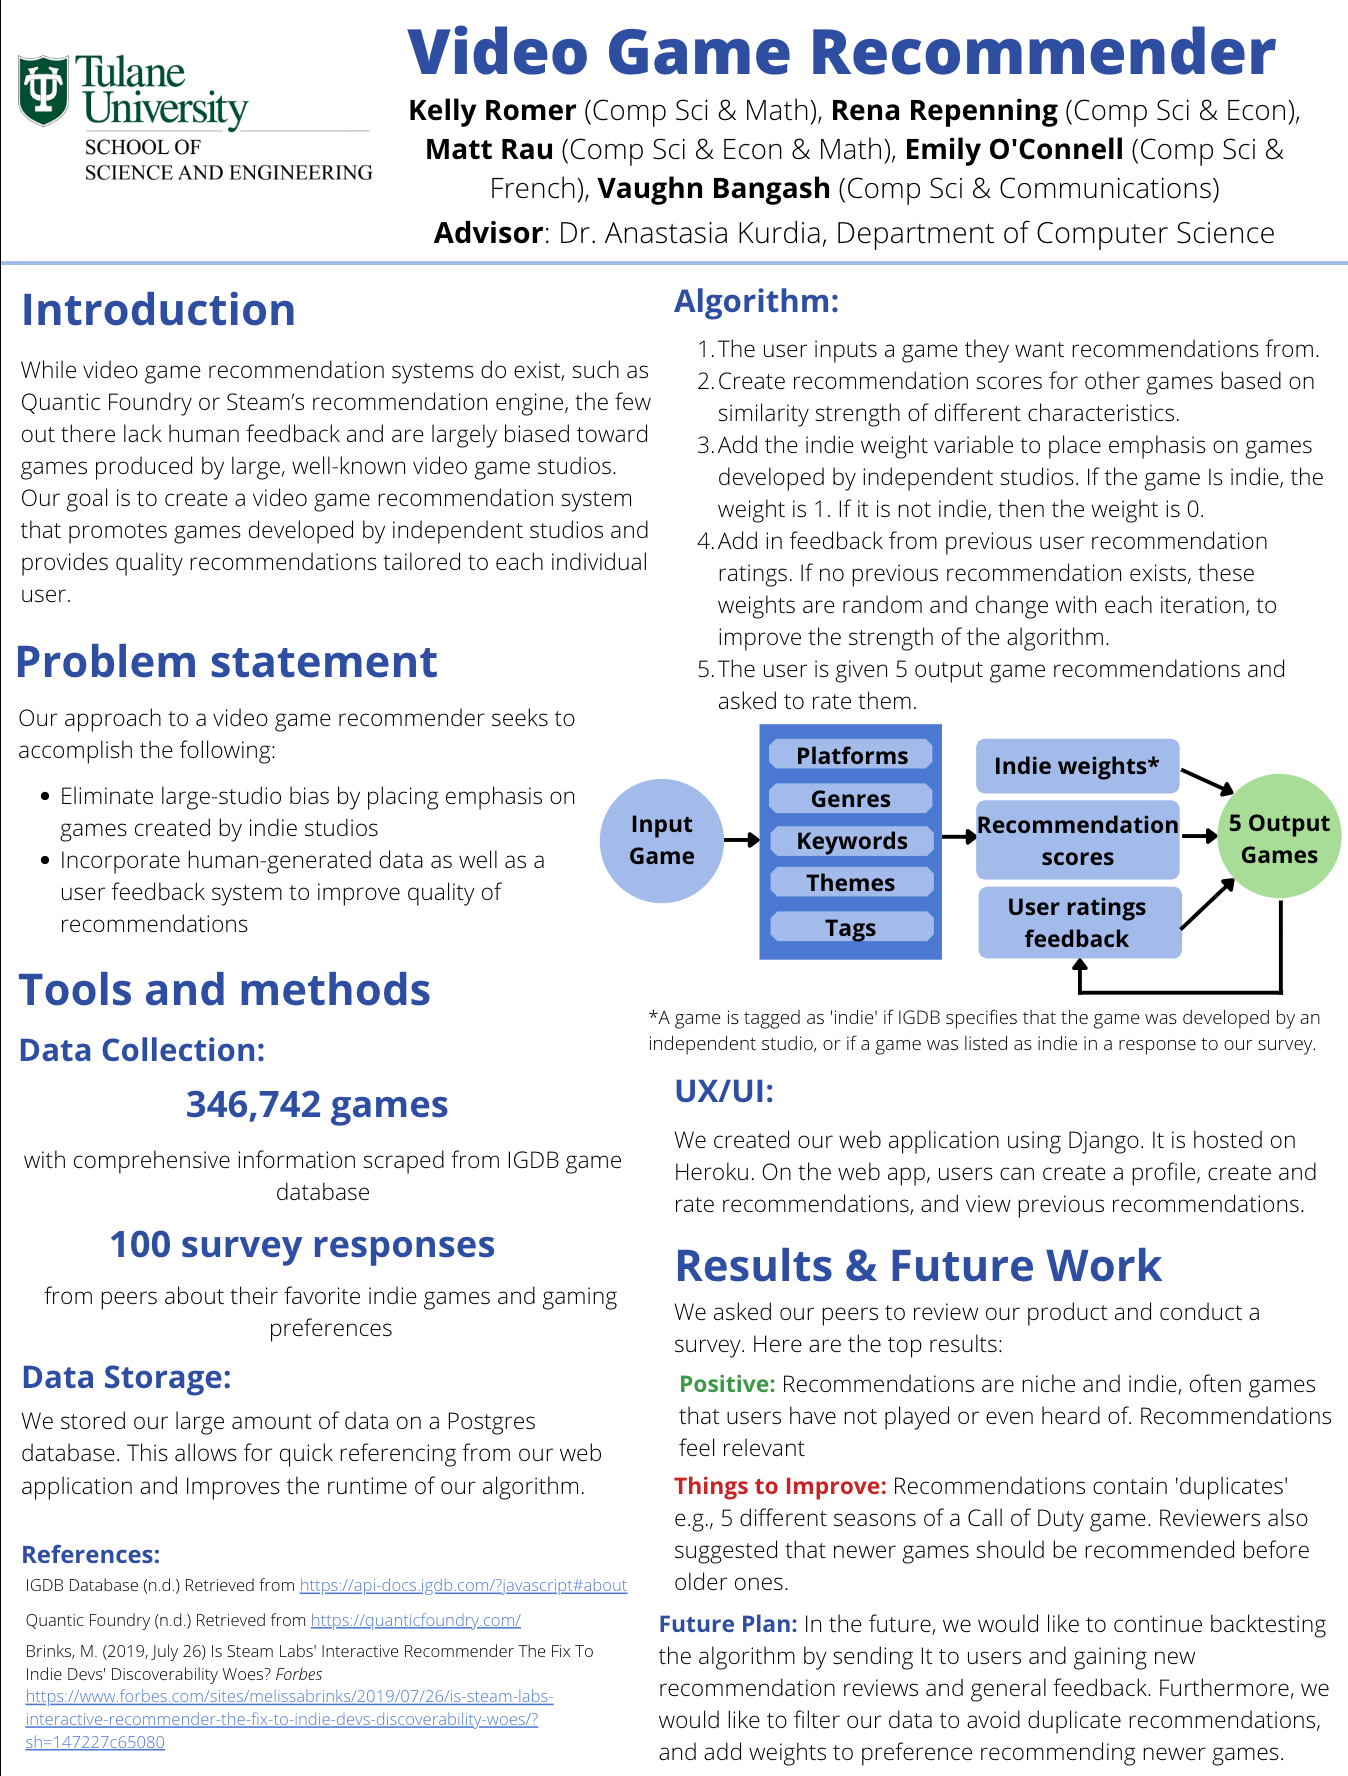 Tulane
University
SCHOOL OF
SCIENCE AND ENGINEERING
Video Game Recommender
Kelly Romer (Comp Sci & Math), Rena Repenning (Comp Sci & Econ),
Matt Rau (Comp Sci & Econ & Math), Emily O'Connell (Comp Sci &
French), Vaughn Bangash (Comp Sci & Communications)
Advisor: Dr. Anastasia Kurdia, Department of Computer Science
Introduction
While video game recommendation systems do exist, such as
Quantic Foundry or Steam’s recommendation engine, the few
out there lack human feedback and are largely biased toward
games produced by large, well-known video game studios.
Our goal is to create a video game recommendation system
that promotes games developed by independent studios and
provides quality recommendations tailored to each individual
user.
Problem statement
Our approach to a video game recommender seeks to
accomplish the following:
• Eliminate large-studio bias by placing emphasis on
games created by indie studios
• Incorporate human-generated data as well as a
user feedback system to improve quality of
recommendations
Tools and methods
Data Collection:
346,742 games
with comprehensive information scraped from IGDB game
database
100 survey responses
from peers about their favorite indie games and gaming
preferences
Data Storage:
We stored our large amount of data on a Postgres
database. This allows for quick referencing from our web
application and Improves the runtime of our algorithm.
References:
IGDB Database (n.d.) Retrieved from https://api-docs.igdb.com/?javascript#about
Quantic Foundry (n.d.) Retrieved from https://quanticfoundry.com/
Brinks, M. (2019, July 26) Is Steam Labs' Interactive Recommender The Fix To
Indie Devs' Discoverability Woes? Forbes
https://www.forbes.com/sites/melissabrinks/2019/07/26/is-steam-labs-
interactive-recommender-the-fix-to-indie-devs-discoverability-woes/?
sh=147227c65080
Algorithm:
1. The user inputs a game they want recommendations from.
2. Create recommendation scores for other games based on
similarity strength of different characteristics.
3. Add the indie weight variable to place emphasis on games
developed by independent studios. If the game Is indie, the
weight is 1. If it is not indie, then the weight is 0.
4. Add in feedback from previous user recommendation
ratings. If no previous recommendation exists, these
weights are random and change with each iteration, to
improve the strength of the algorithm.
5. The user is given 5 output game recommendations and
asked to rate them.
Input
Game
Platforms
Genres
Keywords
Themes
Tags
Indie weights*
Recommendation
scores
User ratings
feedback
5 Output
Games
*A game is tagged as 'indie' if IGDB specifies that the game was developed by an
independent studio, or if a game was listed as indie in a response to our survey.
UX/UI:
We created our web application using Django. It is hosted on
Heroku. On the web app, users can create a profile, create and
rate recommendations, and view previous recommendations.
Results & Future Work
We asked our peers to review our product and conduct a
survey. Here are the top results:
Positive: Recommendations are niche and indie, often games
that users have not played or even heard of. Recommendations
feel relevant
Things to Improve: Recommendations contain 'duplicates'
e.g., 5 different seasons of a Call of Duty game. Reviewers also
suggested that newer games should be recommended before
older ones.
Future Plan: In the future, we would like to continue backtesting
the algorithm by sending It to users and gaining new
recommendation reviews and general feedback. Furthermore, we
would like to filter our data to avoid duplicate recommendations,
and add weights to preference recommending newer games.